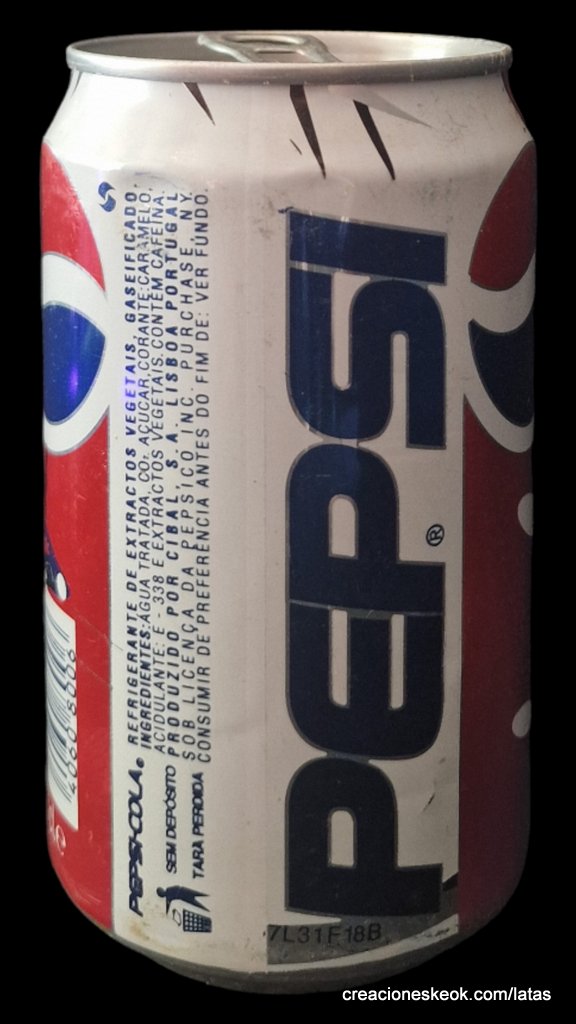 PEPSI-COLA®
SEM DEPÓSITO
TARA PERDIDA
REFRIGERANTE DE EXTRACTOS VEGETAIS, GASEIFICADO.
INGREDIENTES: ÁGUA TRATADA, CO₂, AÇUCAR, CORANTE: CARAMELO,
ACIDULANTE: E - 338 E EXTRACTOS VEGETAIS. CONTÉM CAFEINA.
PRODUZIDO POR CIBAL, S.A. LISBOA PORTUGAL
SOB LICENÇA DA PEPSICO INC. PURCHASE, NY.
CONSUMIR DE PREFERÊNCIA ANTES DO FIM DE: VER FUNDO.
PEPSI®
7L31F18B
creacioneskeok.com/latas